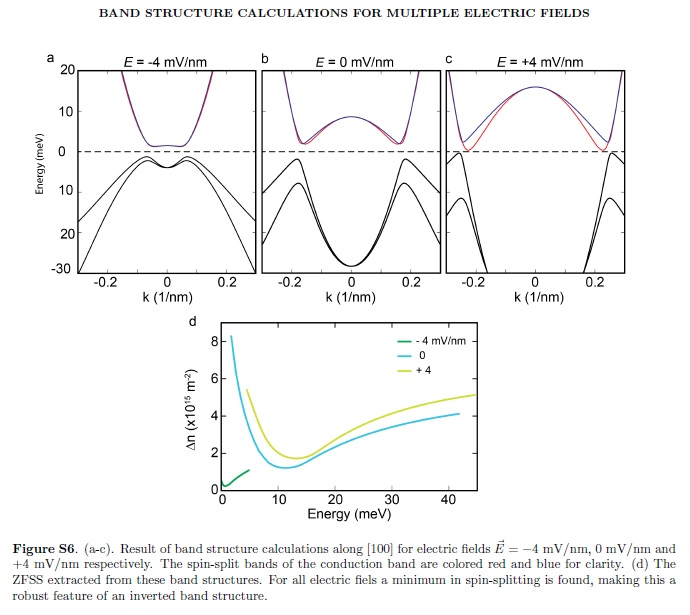 BAND STRUCTURE CALCULATIONS FOR MULTIPLE ELECTRIC FIELDS
a E = -4 mV/nm b E = 0 mV/nm c E = +4 mV/nm
20
10
0
10
20
-30
Energy (meV)
-0.2 0 0.2 -0.2 0 0.2 -0.2 0 0.2
k (1/nm) k (1/nm) k (1/nm)
d
- 4 mV/nm
0
+ 4
8
6
4
2
0
Δn (x10¹⁵ m⁻²)
0 10 20 30 40
Energy (meV)
Figure S6. (a-c). Result of band structure calculations along [100] for electric fields E⃗ = −4 mV/nm, 0 mV/nm and
+4 mV/nm respectively. The spin-split bands of the conduction band are colored red and blue for clarity. (d) The
ZFSS extracted from these band structures. For all electric fiels a minimum in spin-splitting is found, making this a
robust feature of an inverted band structure.